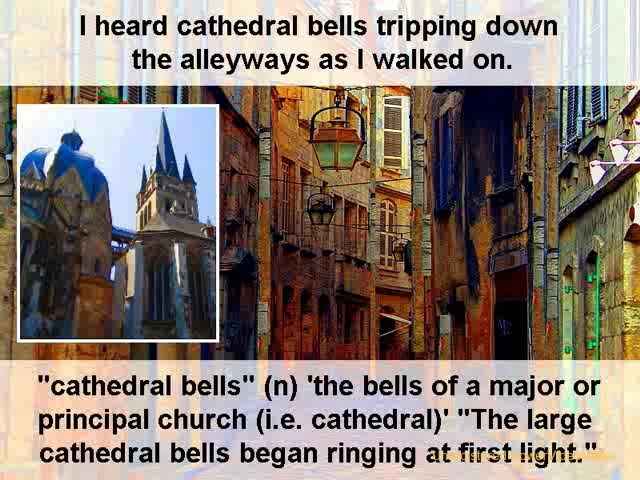 I heard cathedral bells tripping down
the alleyways as I walked on.
"cathedral bells" (n) 'the bells of a major or
principal church (i.e. cathedral)' "The large
cathedral bells began ringing at first light."